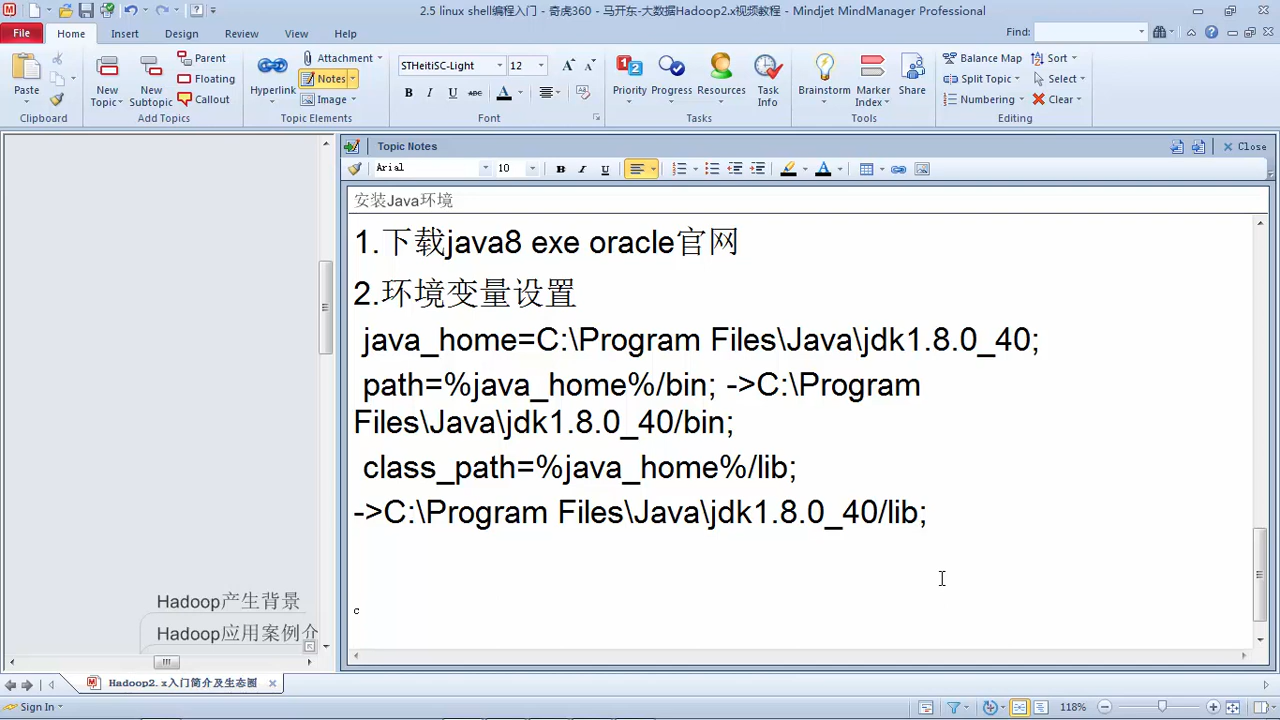 2.5 linux shell编程入门 - 奇虎360 - 马开东-大数据Hadoop2.x视频教程 - Mindjet MindManager Professional
File Home Insert Design Review View Help Find:
Paste
Clipboard
New Topic
New Subtopic
Parent
Floating
Callout
Add Topics
Hyperlink
Attachment
Notes
Image
Topic Elements
STHeitiSC-Light 12
B I U ABC A
Font
Priority Progress Resources Task Info
Tasks
Brainstorm Marker Index Share
Tools
Balance Map Sort
Split Topic Select
Numbering Clear
Editing
Topic Notes Close
Arial 10 B I U A
安装Java环境
1.下载java8 exe oracle官网
2.环境变量设置
java_home=C:\Program Files\Java\jdk1.8.0_40;
path=%java_home%/bin; ->C:\Program
Files\Java\jdk1.8.0_40/bin;
class_path=%java_home%/lib;
->C:\Program Files\Java\jdk1.8.0_40/lib;
c
Hadoop产生背景
Hadoop应用案例介
Hadoop2. x入门简介及生态圈
Sign In 118%